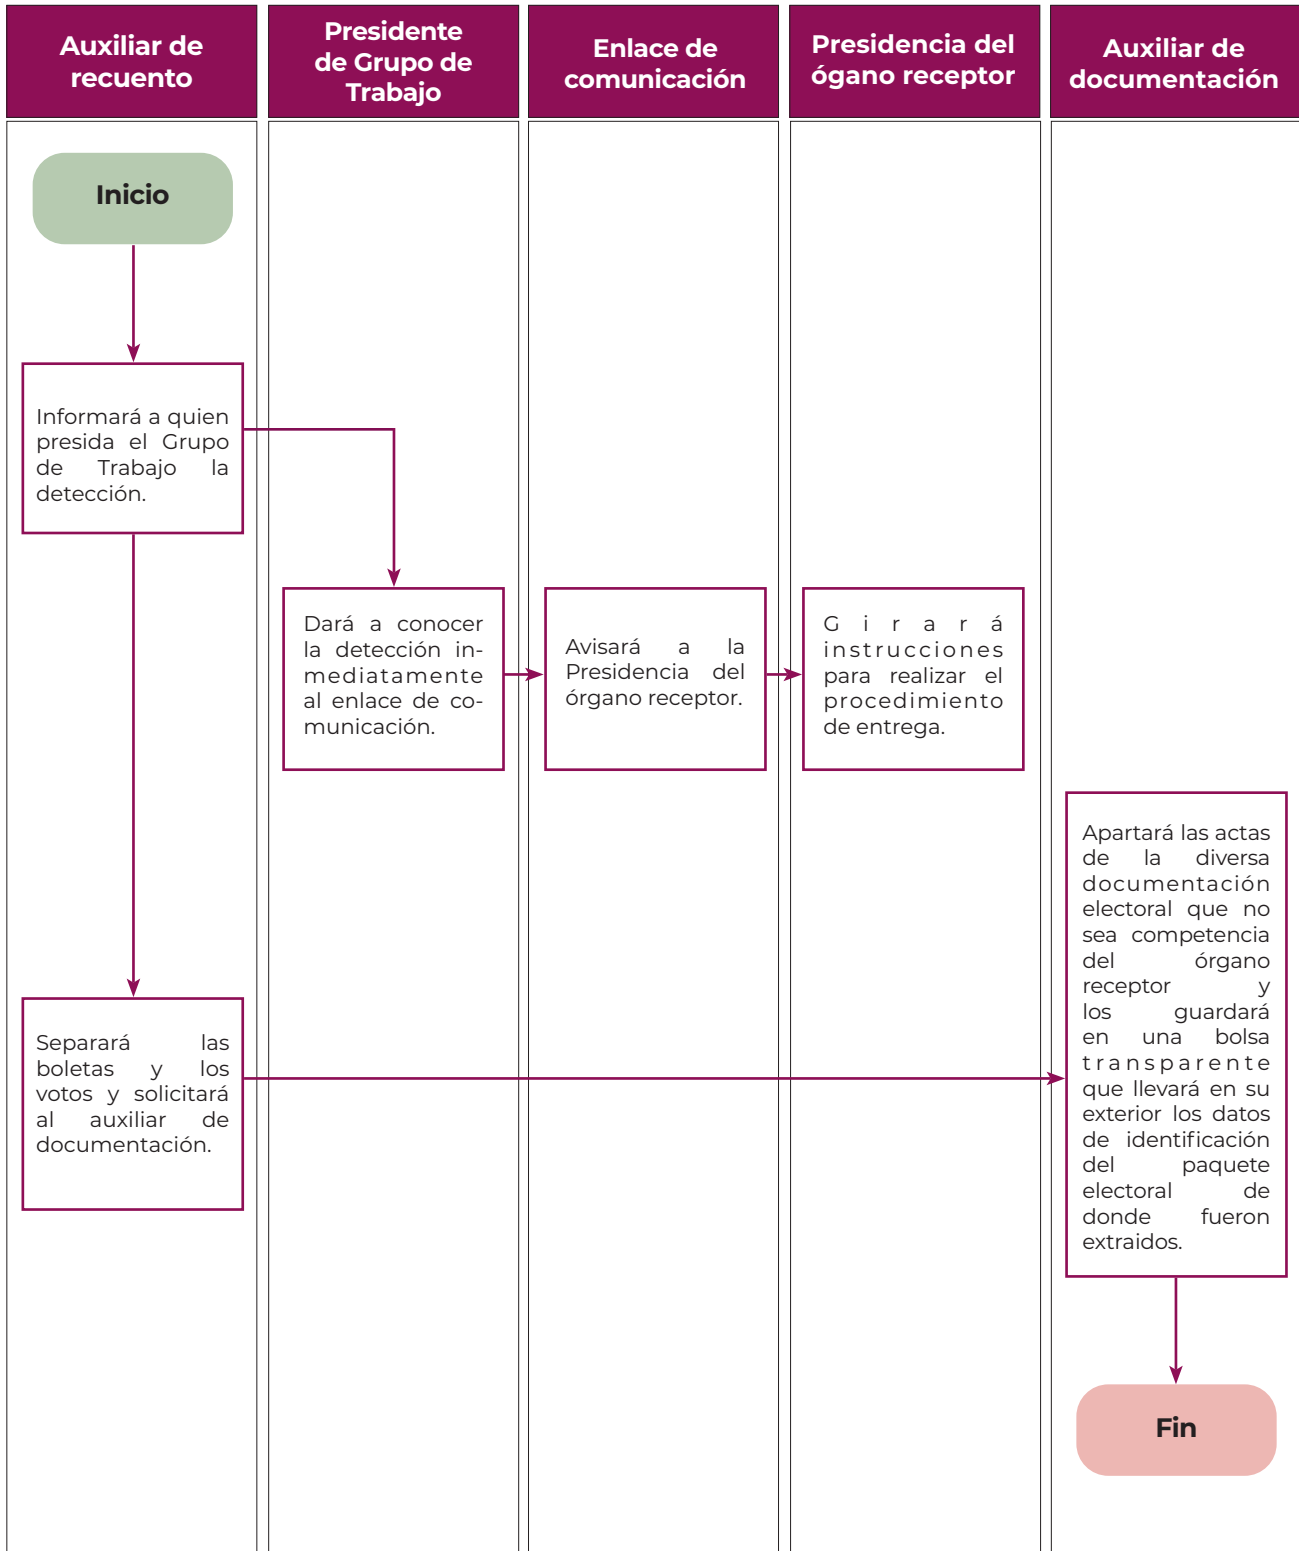 Auxiliar de
recuento
Presidente
de Grupo de
Trabajo
Enlace de
comunicación
Presidencia del
ógano receptor
Auxiliar de
documentación
Inicio
Informará a quien
presida el Grupo
de Trabajo la
detección.
Dará a conocer
la detección in-
mediatamente
al enlace de co-
municación.
Avisará a la
Presidencia del
órgano receptor.
Girará
instrucciones
para realizar el
procedimiento
de entrega.
Separará las
boletas y los
votos y solicitará
al auxiliar de
documentación.
Apartará las actas
de la diversa
documentación
electoral que no
sea competencia
del órgano
receptor y
los guardará
en una bolsa
transparente
que llevará en su
exterior los datos
de identificación
del paquete
electoral de
donde fueron
extraidos.
Fin